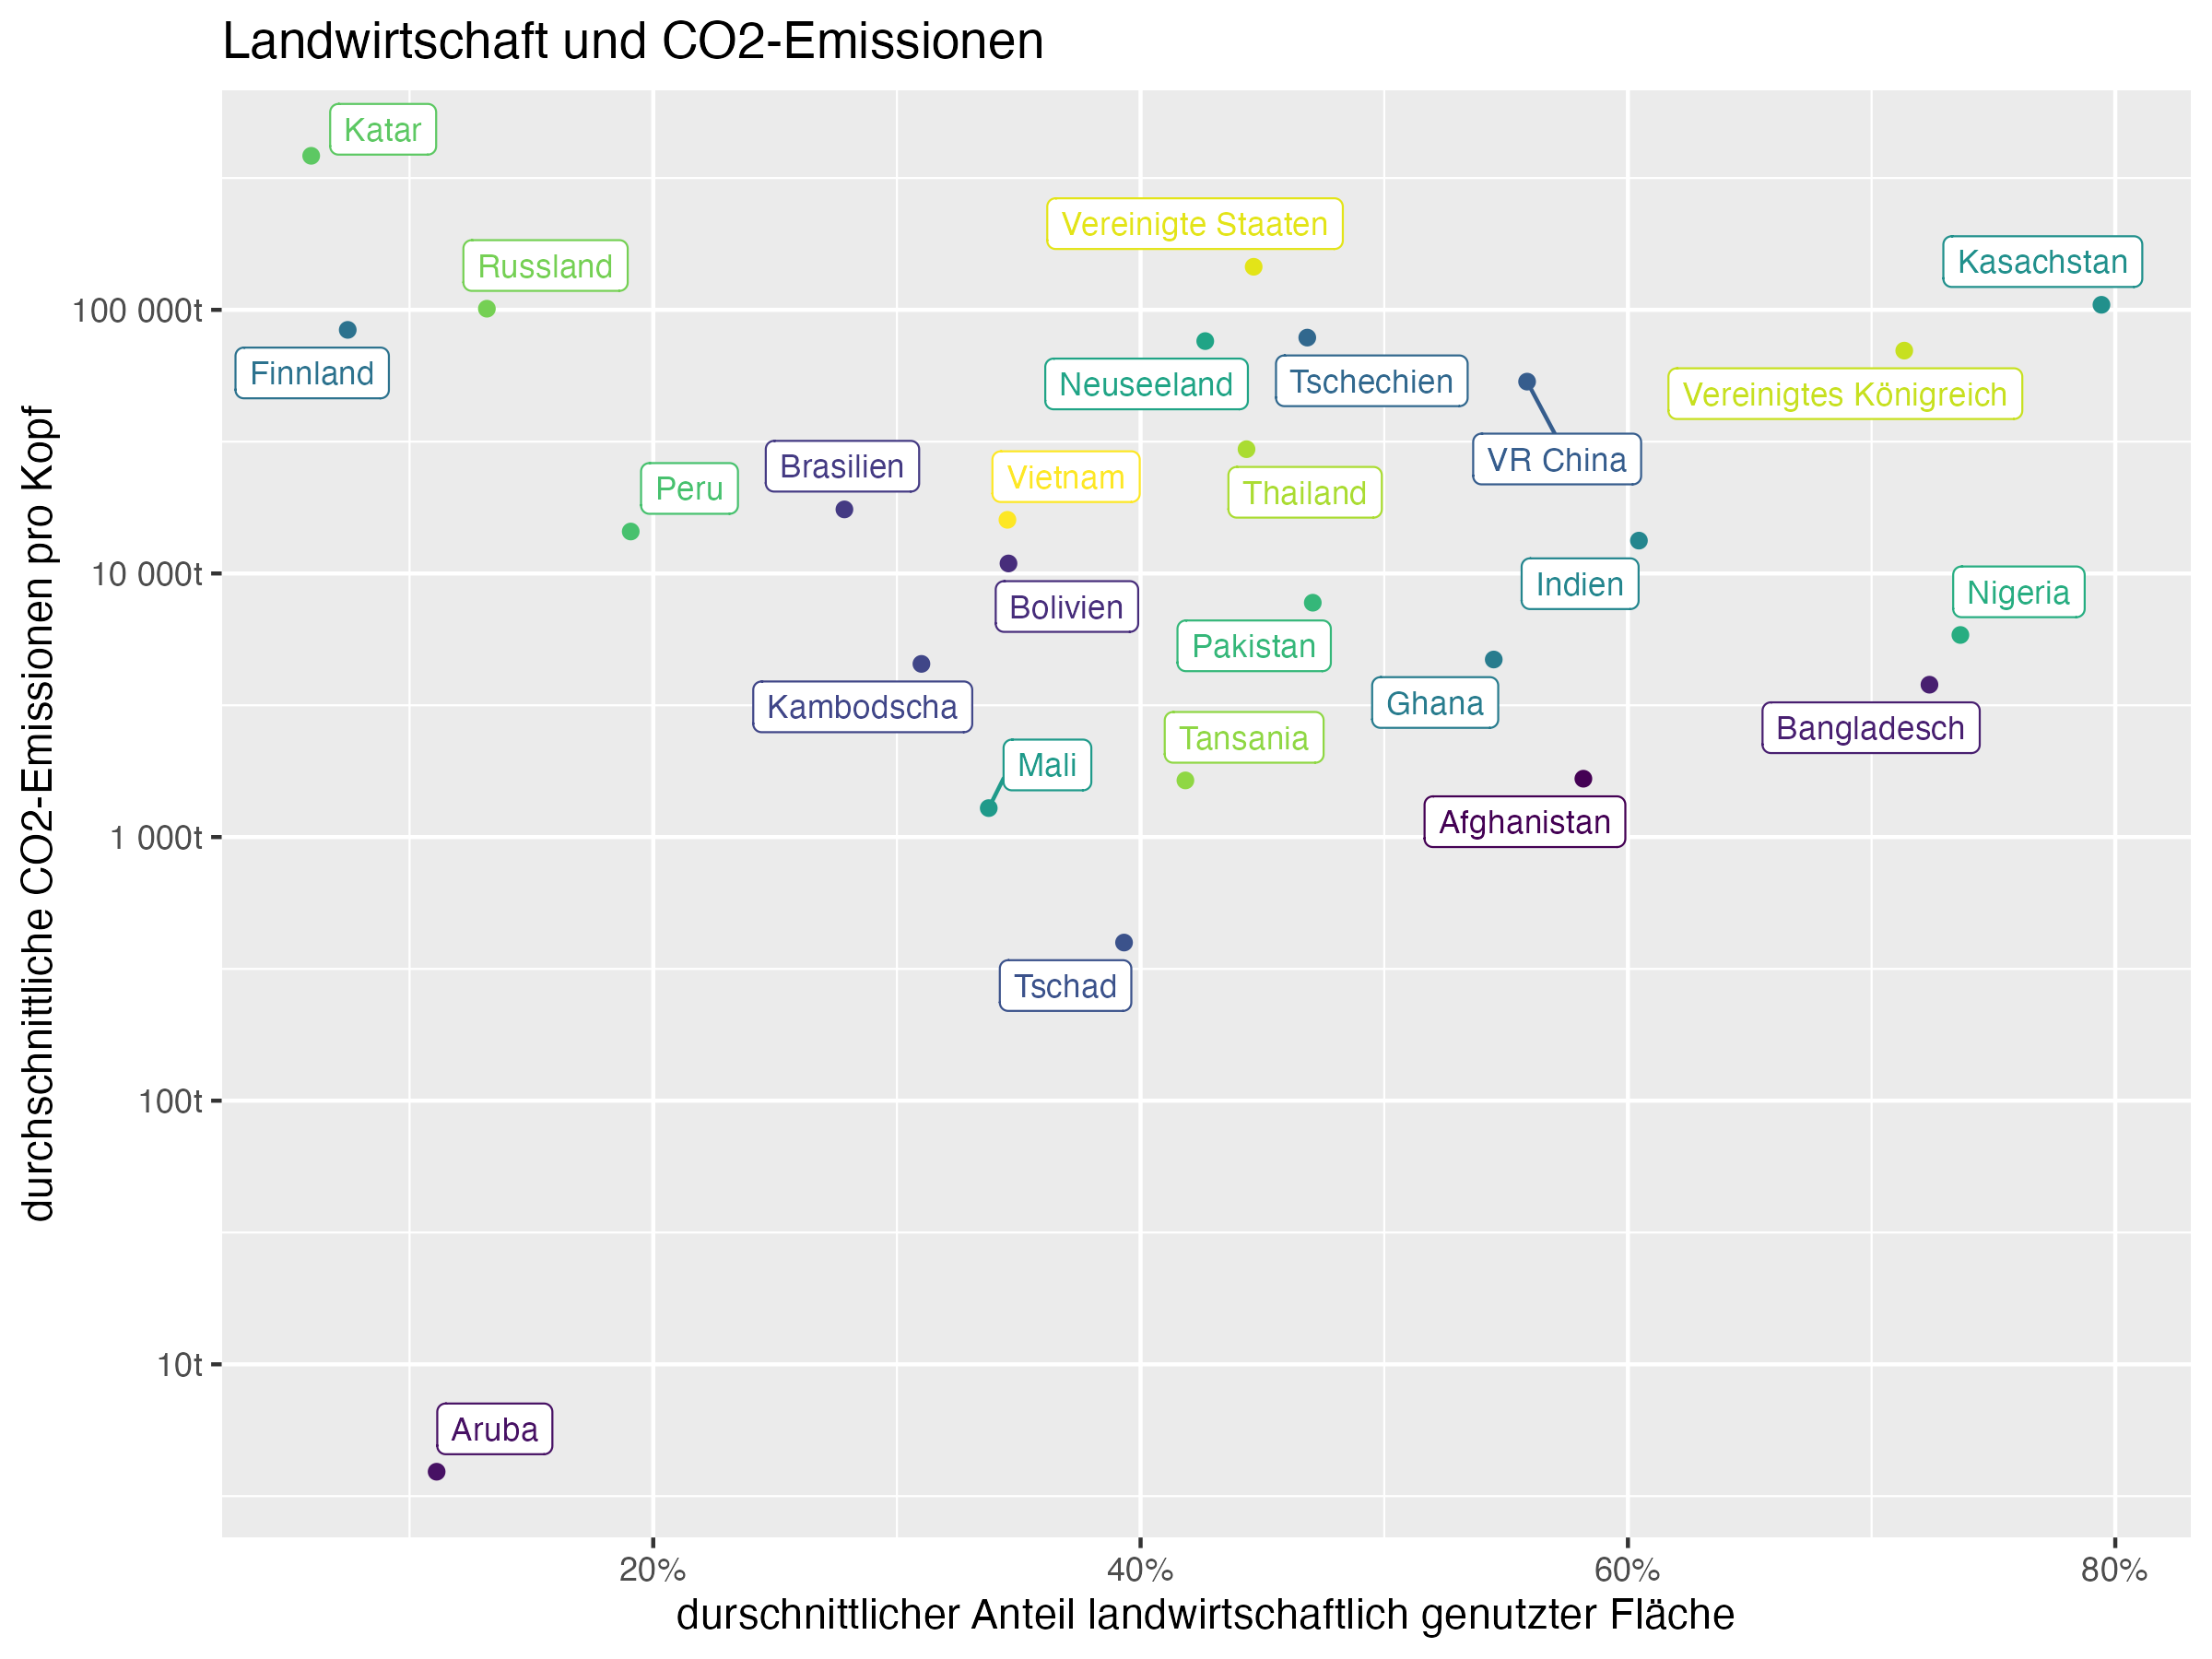 Landwirtschaft und CO2-Emissionen
Katar
Vereinigte Staaten
Russland
Kasachstan
100 000t
Finnland
Neuseeland
Tschechien
Vereinigtes Königreich
VR China
Brasilien
Vietnam
Peru
Thailand
10 000t
Indien
Nigeria
Bolivien
Pakistan
Ghana
Kambodscha
Bangladesch
Tansania
Mali
Afghanistan
1 000t
Tschad
100t
10t
Aruba
durchschnittliche CO2-Emissionen pro Kopf
20%
40%
60%
80%
durschnittlicher Anteil landwirtschaftlich genutzter Fläche